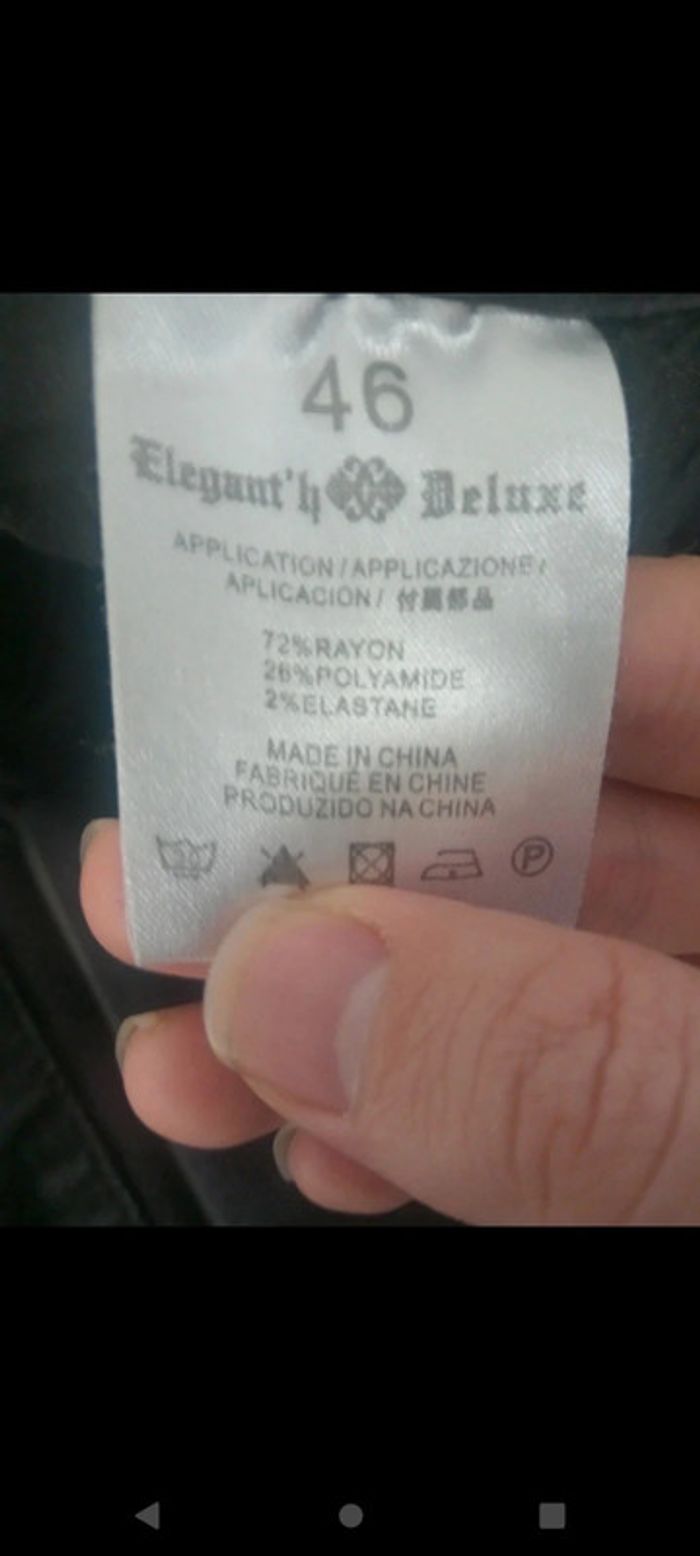 46
Elegant'h Deluxe
APPLICATION / APPLICAZIONE /
APLICACION / 付属部品
72%RAYON
26%POLYAMIDE
2%ELASTANE
MADE IN CHINA
FABRIQUE EN CHINE
PRODUZIDO NA CHINA
30
P